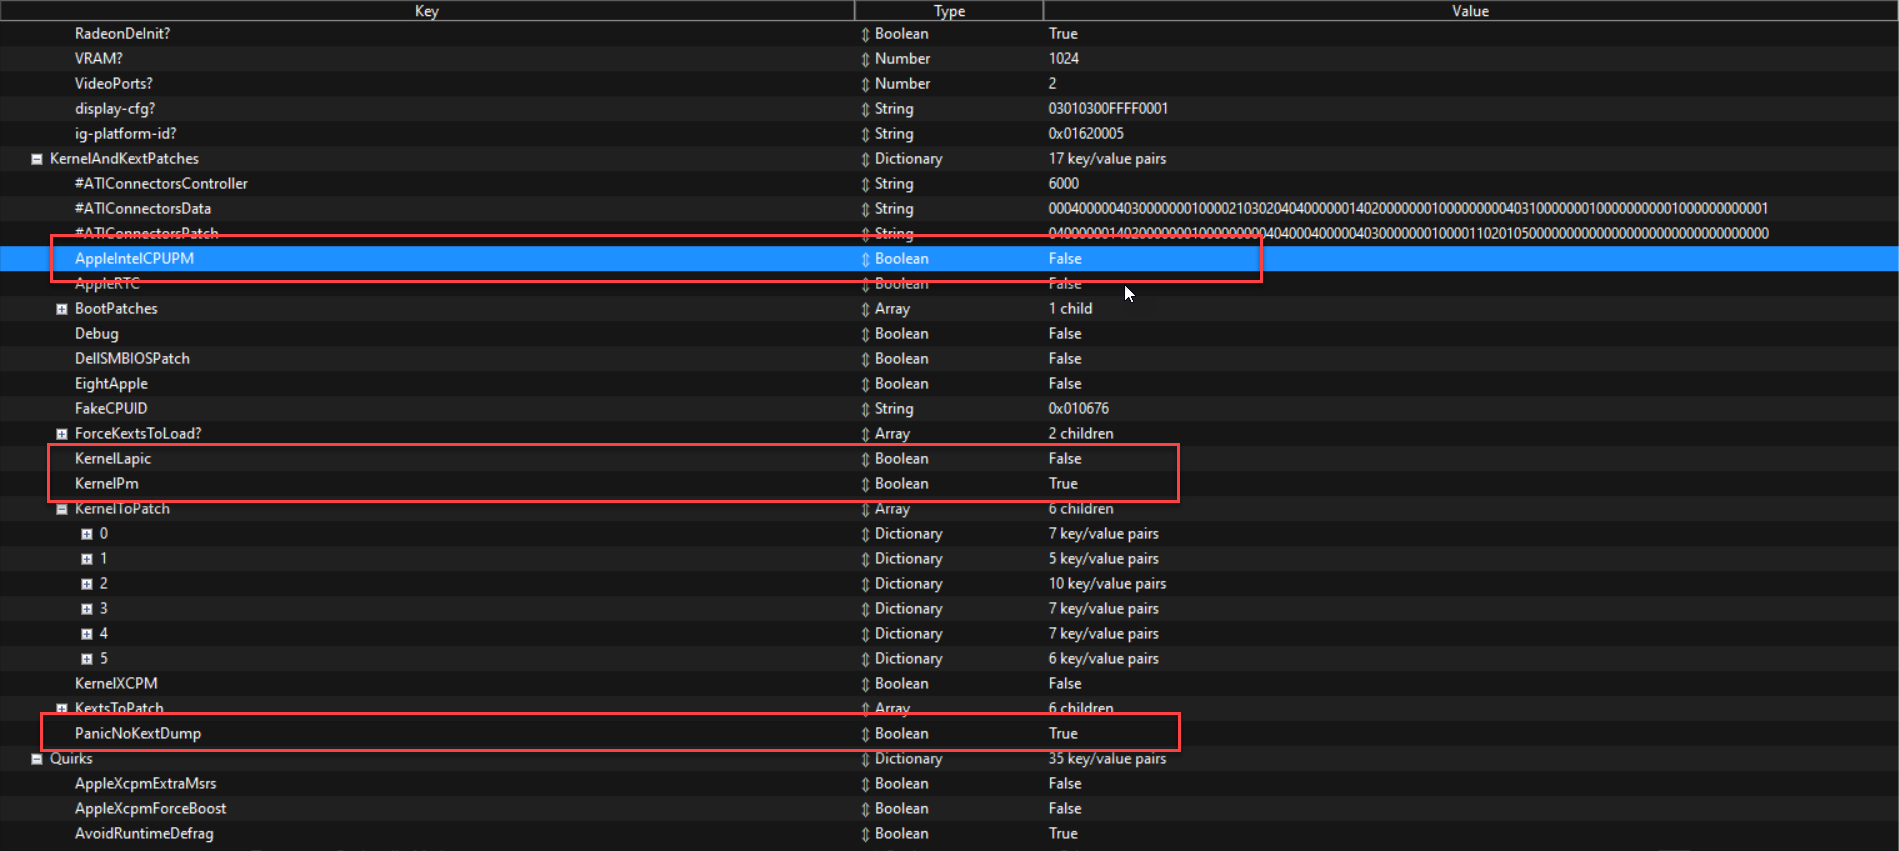 Key Type Value
RadeonDeInit? Boolean True
VRAM? Number 1024
VideoPorts? Number 2
display-cfg? String 03010300FFFF0001
ig-platform-id? String 0x01620005
KernelAndKextPatches Dictionary 17 key/value pairs
#ATIConnectorsController String 6000
#ATIConnectorsData String
#ATIConnectorsPatch String
AppleIntelCPUPM Boolean False
AppleRTC Boolean False
BootPatches Array 1 child
Debug Boolean False
DellSMBIOSPatch Boolean False
EightApple Boolean False
FakeCPUID String 0x010676
ForceKextsToLoad? Array 2 children
KernelLapic Boolean False
KernelPm Boolean True
KernelToPatch Array 6 children
0 Dictionary 7 key/value pairs
1 Dictionary 5 key/value pairs
2 Dictionary 10 key/value pairs
3 Dictionary 7 key/value pairs
4 Dictionary 7 key/value pairs
5 Dictionary 6 key/value pairs
KernelXCPM Boolean False
KextsToPatch Array 6 children
PanicNoKextDump Boolean True
Quirks Dictionary 35 key/value pairs
AppleXcpmExtraMsrs Boolean False
AppleXcpmForceBoost Boolean False
AvoidRuntimeDefrag Boolean True